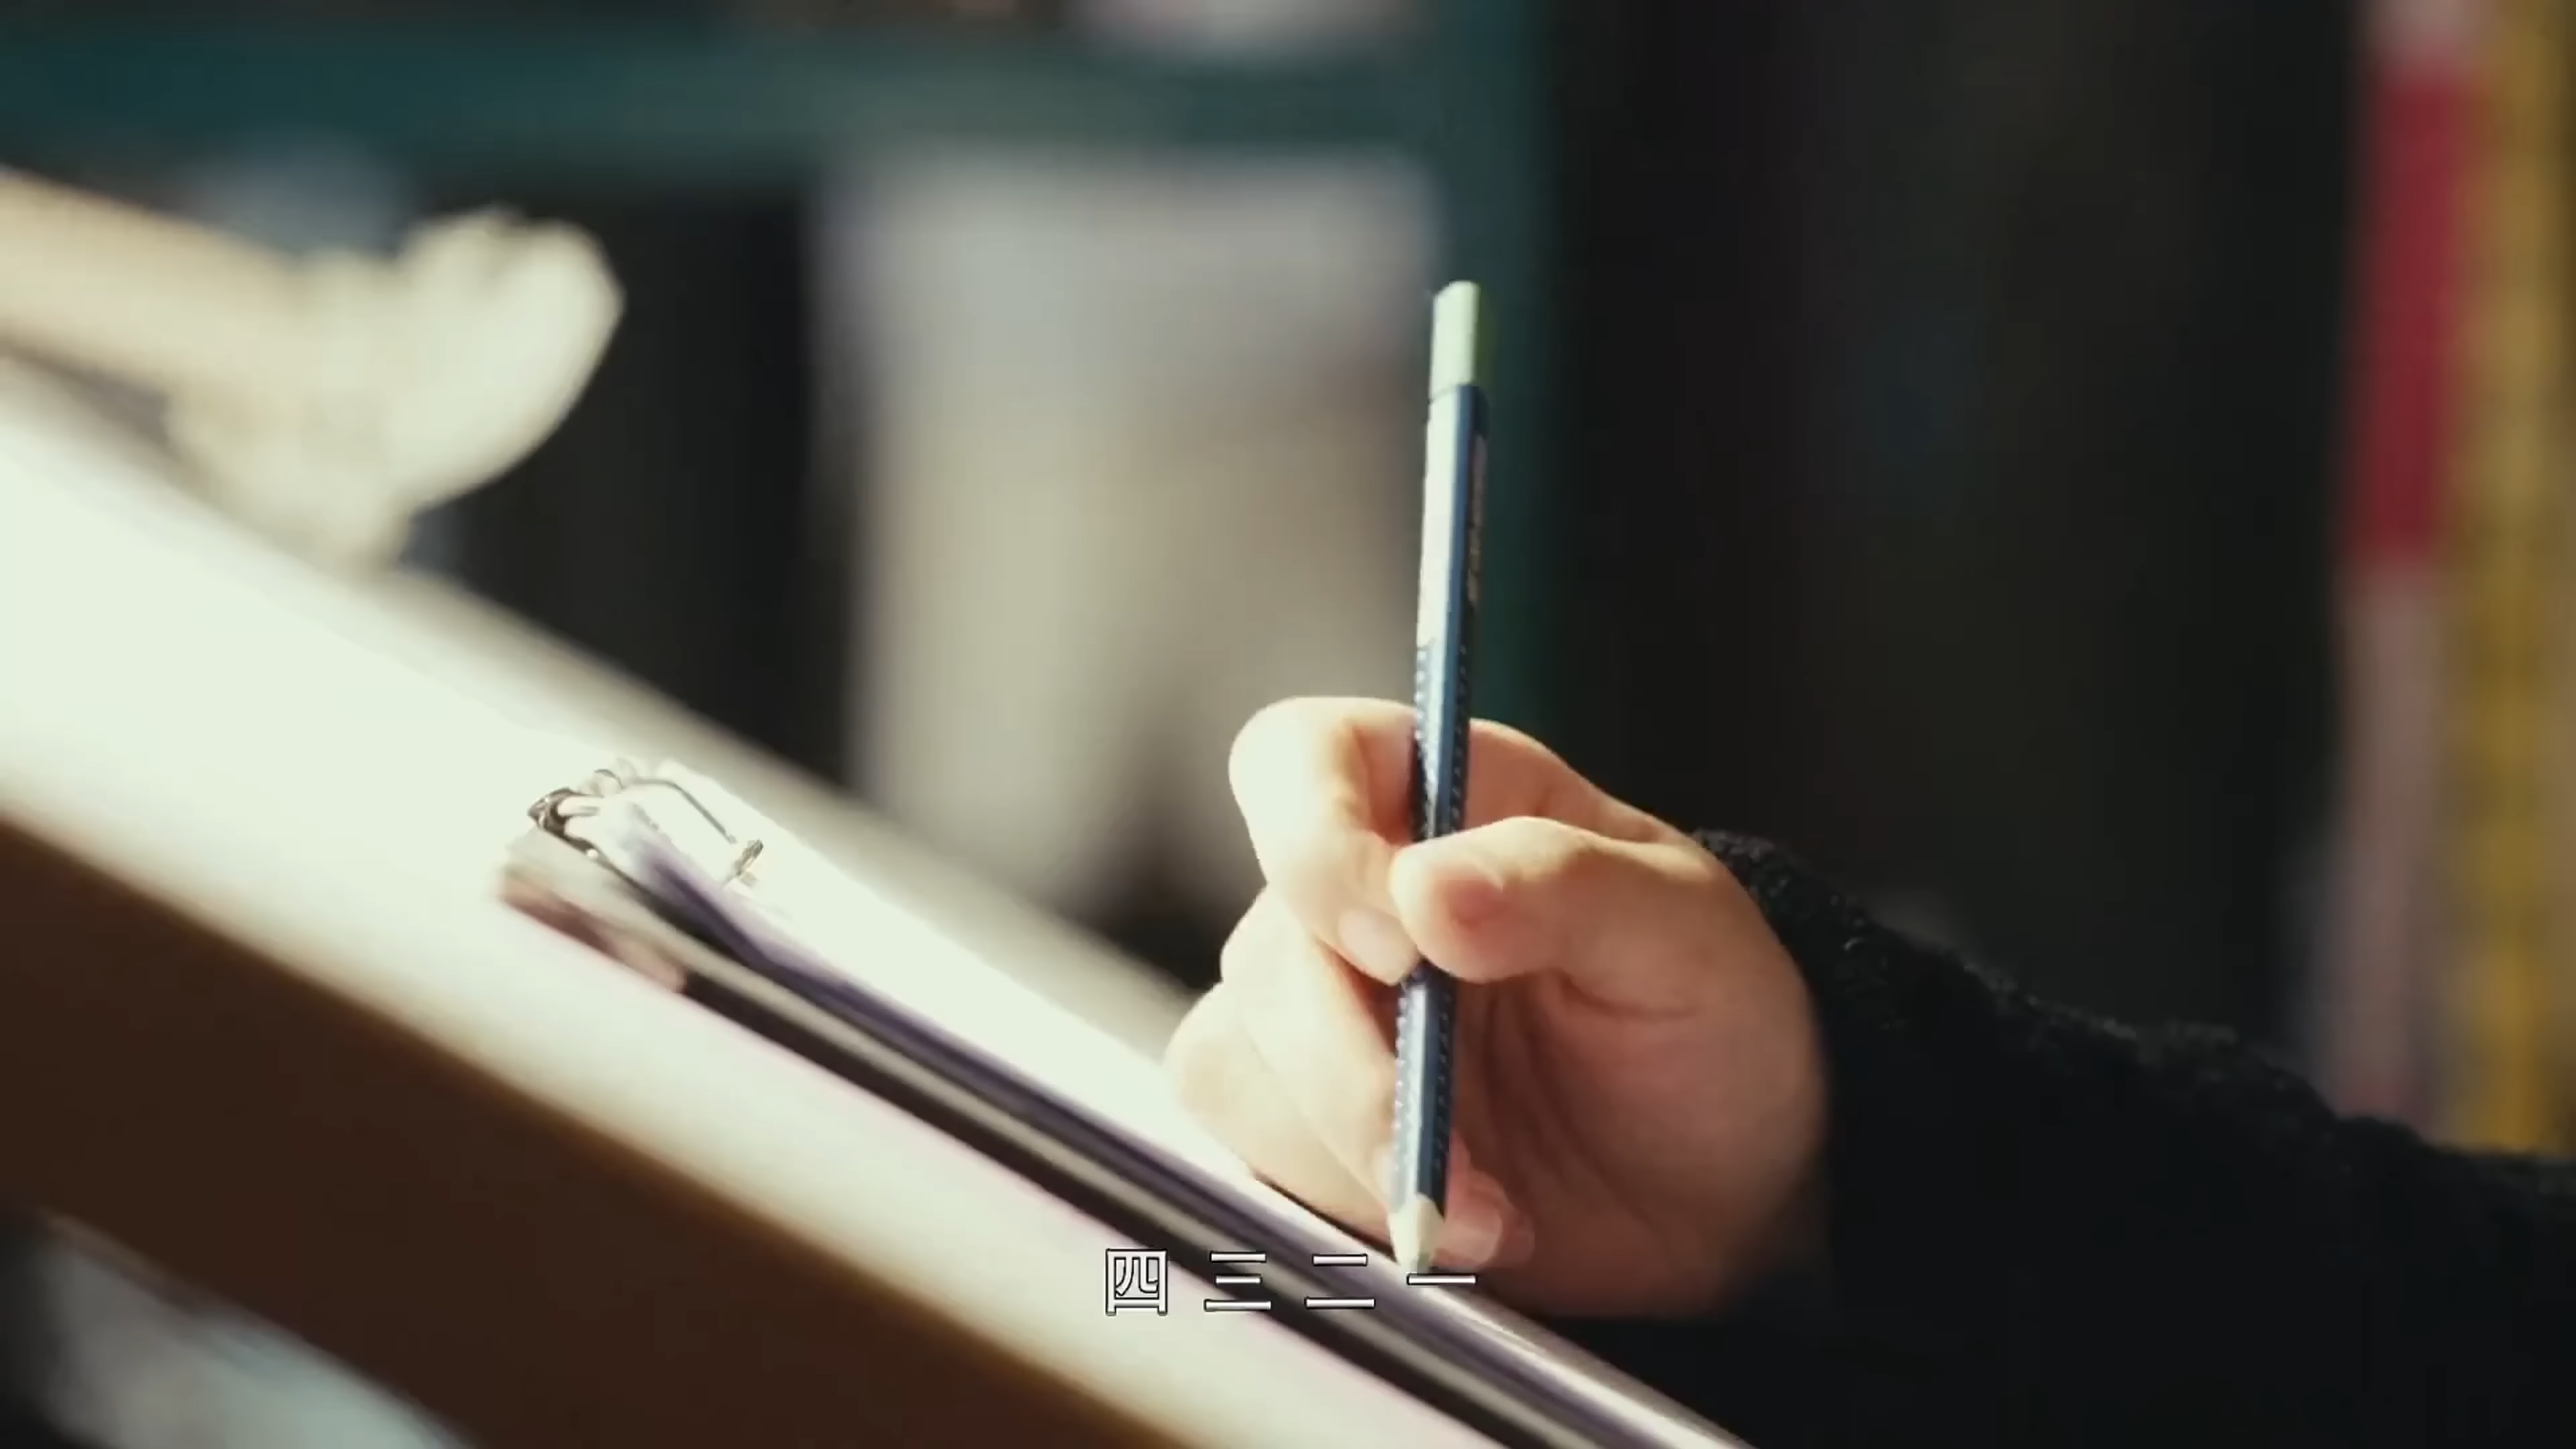 四 三 二 一